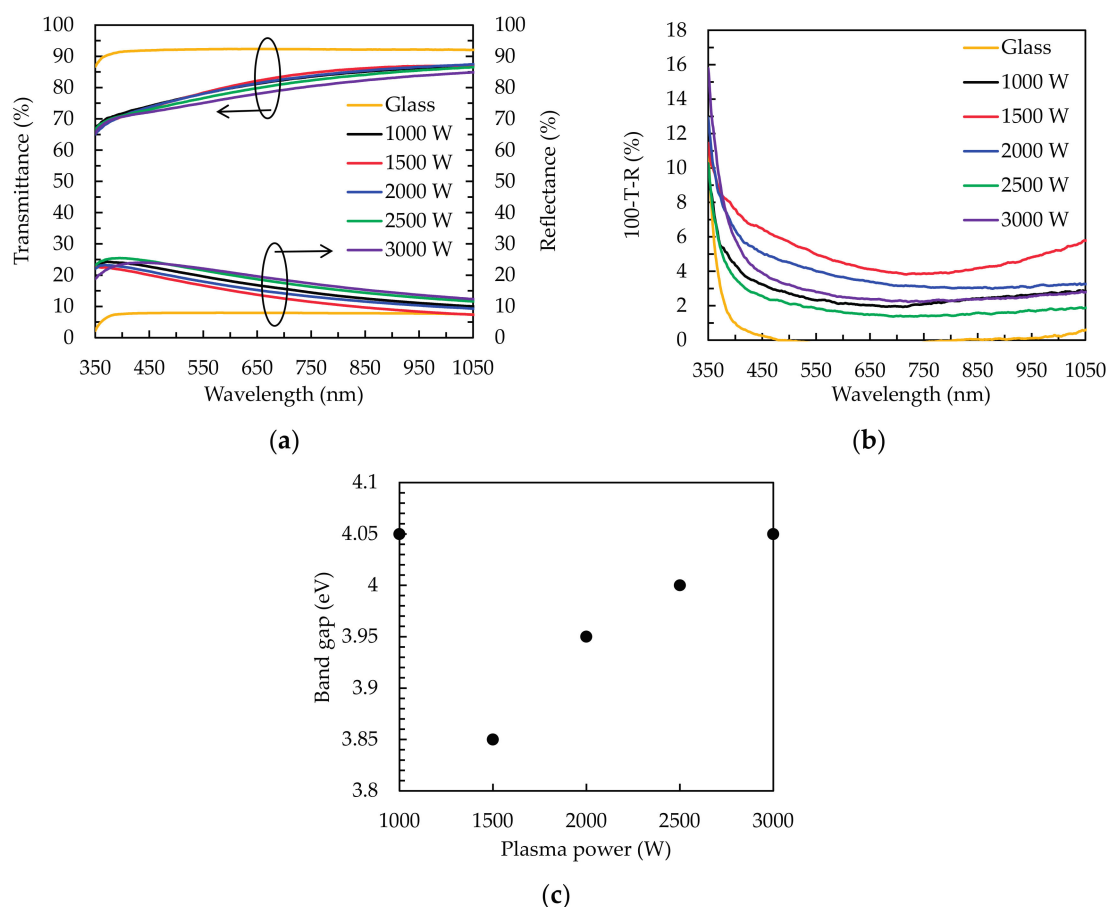 100
90
80
70
60
50
40
30
20
10
0
Transmittance (%)
100
90
80
70
60
50
40
30
20
10
0
Reflectance (%)
Glass
1000 W
1500 W
2000 W
2500 W
3000 W
350 450 550 650 750 850 950 1050
Wavelength (nm)
(a)
18
16
14
12
10
8
6
4
2
0
100-T-R (%)
Glass
1000 W
1500 W
2000 W
2500 W
3000 W
350 450 550 650 750 850 950 1050
Wavelength (nm)
(b)
4.1
4.05
4
3.95
3.9
3.85
3.8
Band gap (eV)
1000 1500 2000 2500 3000
Plasma power (W)
(c)